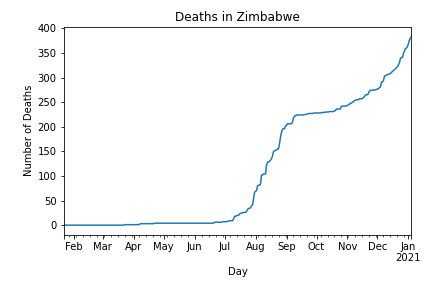 Deaths in Zimbabwe
Number of Deaths
400
350
300
250
200
150
100
50
0
Feb Mar Apr May Jun Jul Aug Sep Oct Nov Dec Jan
2021
Day